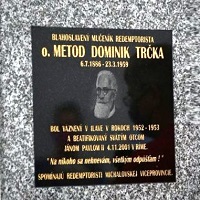 BLAHOSLAVENÝ MUČENÍK REDEMPTORISTA
o. METOD DOMINIK TRČKA
6.7.1886 - 23.3.1959
BOL VÄZNENÝ V ILAVE V ROKOCH 1952 - 1953
A BEATIFIKOVANÝ SVÄTÝM OTCOM
JÁNOM PAVLOM II 4.11.2001 V RÍME.
"Na nikoho sa nehnevám, všetkým odpúšťam !"
SPOMÍNAJÚ REDEMPTORISTI MICHALOVSKEJ VICEPROVINCIE.